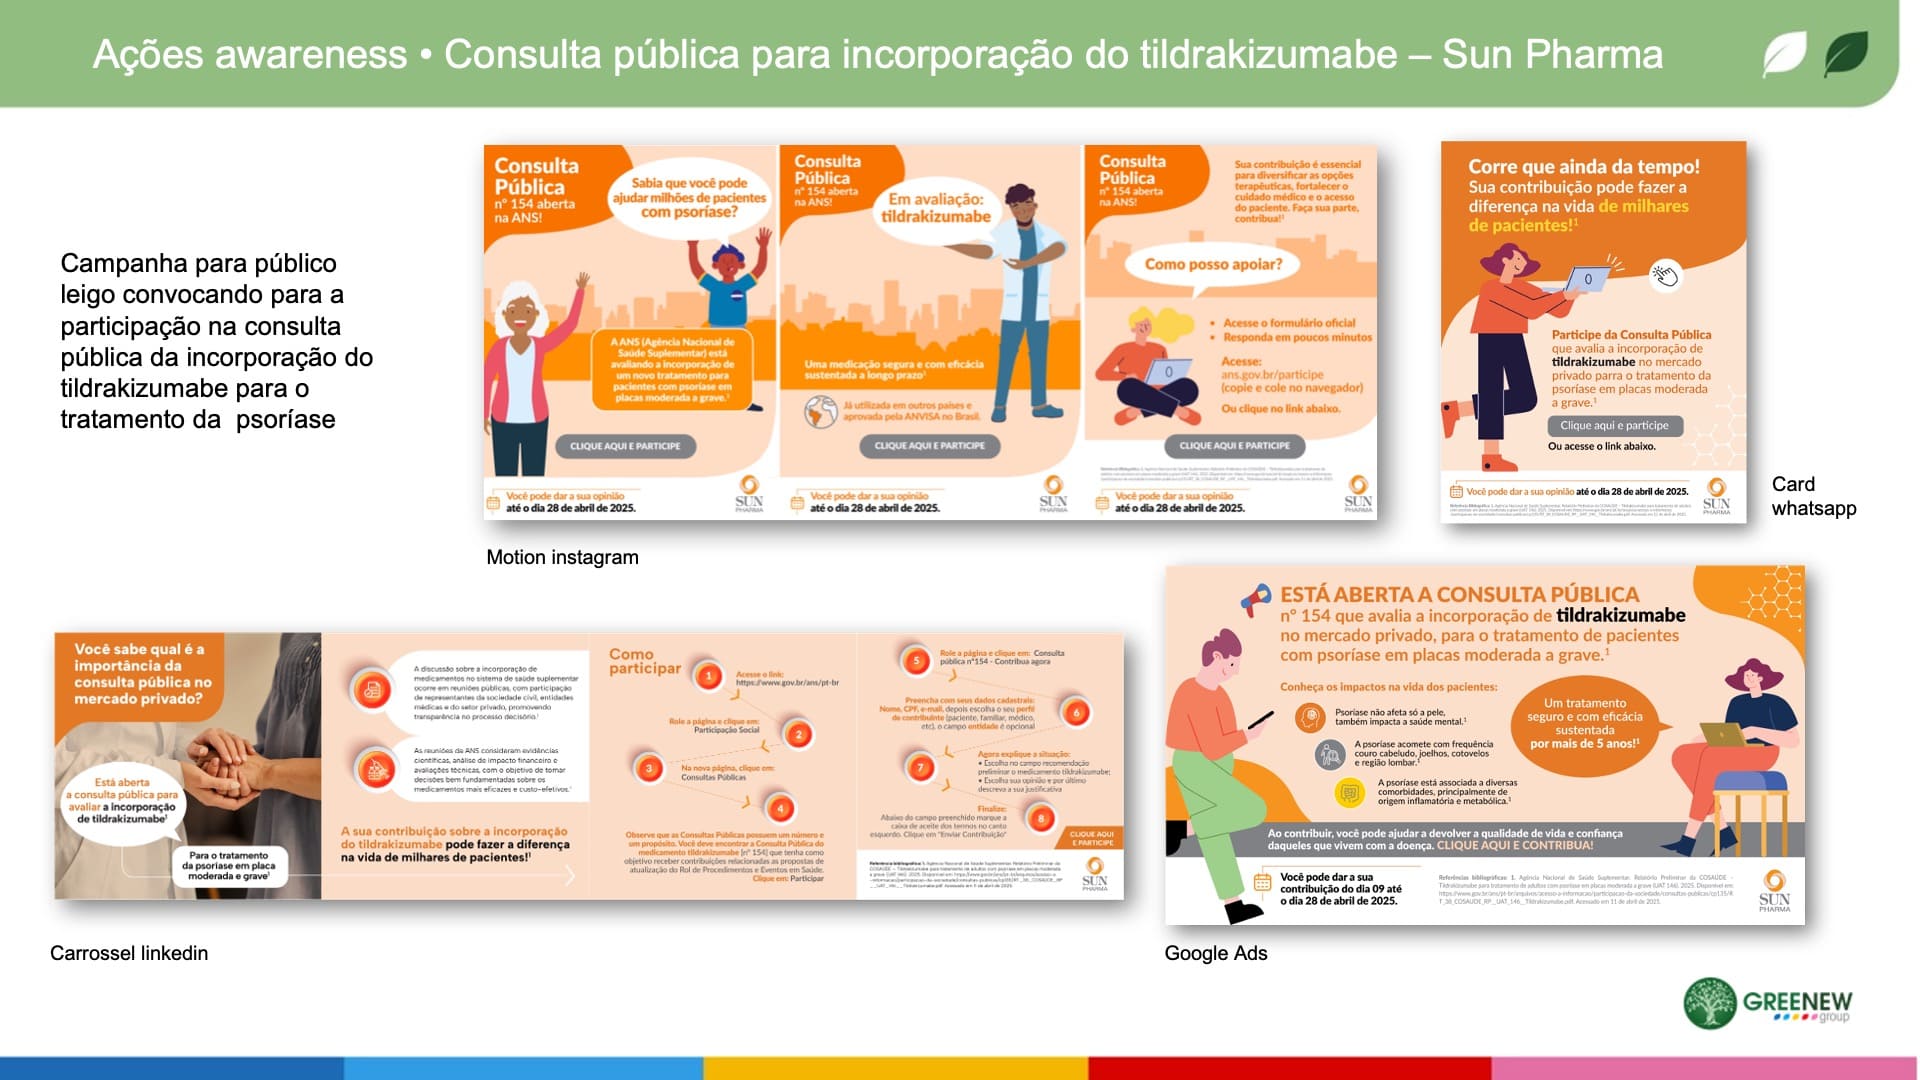 Ações awareness • Consulta pública para incorporação do tildrakizumabe – Sun Pharma
Campanha para público
leigo convocando para a
participação na consulta
pública da incorporação do
tildrakizumabe para o
tratamento da psoríase
Consulta
Pública
nº 154 aberta
na ANS!
Sabia que você pode
ajudar milhões de pacientes
com psoríase?
A ANS (Agência Nacional de
Saúde Suplementar) está
avaliando a incorporação de
um novo tratamento para
pacientes com psoríase em
placas moderada a grave.¹
CLIQUE AQUI E PARTICIPE
Você pode dar a sua opinião
até o dia 28 de abril de 2025.
SUN
PHARMA
Consulta
Pública
nº 154 aberta
na ANS!
Em avaliação:
tildrakizumabe
Uma medicação segura e com eficácia
sustentada a longo prazo¹
Já utilizada em outros países e
aprovada pela ANVISA no Brasil.
CLIQUE AQUI E PARTICIPE
Você pode dar a sua opinião
até o dia 28 de abril de 2025.
SUN
PHARMA
Consulta
Pública
nº 154 aberta
na ANS!
Sua contribuição é essencial
para diversificar as opções
terapêuticas, fortalecer o
cuidado médico e o acesso
do paciente. Faça sua parte,
contribua!¹
Como posso apoiar?
• Acesse o formulário oficial
• Responda em poucos minutos
Acesse:
ans.gov.br/participe
(copie e cole no navegador)
Ou clique no link abaixo.
CLIQUE AQUI E PARTICIPE
Você pode dar a sua opinião
até o dia 28 de abril de 2025.
SUN
PHARMA
Motion instagram
Corre que ainda da tempo!
Sua contribuição pode fazer a
diferença na vida de milhares
de pacientes!¹
Participe da Consulta Pública
que avalia a incorporação de
tildrakizumabe no mercado
privado parra o tratamento da
psoríase em placas moderada
a grave.¹
Clique aqui e participe
Ou acesse o link abaixo.
Você pode dar a sua opinião até o dia 28 de abril de 2025.
SUN
PHARMA
Card
whatsapp
Você sabe qual é a
importância da
consulta pública no
mercado privado?
Está aberta
a consulta pública para
avaliar a incorporação
de tildrakizumabe¹
Para o tratamento
da psoríase em placa
moderada e grave¹
A discussão sobre a incorporação de
medicamentos no sistema de saúde suplementar
ocorre em reuniões públicas, com participação
de representantes da sociedade civil, entidades
médicas e do setor privado, promovendo
transparência no processo decisório.¹
As reuniões da ANS consideram evidências
científicas, análise de impacto financeiro e
avaliações técnicas, com o objetivo de tomar
decisões bem fundamentadas sobre os
medicamentos mais eficazes e custo-efetivos.¹
A sua contribuição sobre a incorporação
do tildrakizumabe pode fazer a diferença
na vida de milhares de pacientes!¹
Como
participar
1
Acesse o link:
https://www.gov.br/ans/pt-br
Role a página e clique em:
Participação Social
2
3
Na nova página, clique em:
Consultas Públicas
4
Observe que as Consultas Públicas possuem um número e
um propósito. Você deve encontrar a Consulta Pública do
medicamento tildrakizumabe [nº 154] que tenha como
objetivo receber contribuições relacionadas as propostas de
atualização do Rol de Procedimentos e Eventos em Saúde.
Clique em: Participar
5
Role a página e clique em: Consulta
pública nº154 - Contribua agora
Preencha com seus dados cadastrais:
Nome, CPF, e-mail, depois escolha o seu perfil
de contribuinte (paciente, familiar, médico,
etc), o campo entidade é opcional
6
7
Agora explique a situação:
• Escolha no campo recomendação
preliminar o medicamento tildrakizumabe;
• Escolha sua opinião e por último
descreva a sua justificativa
Finalize:
Abaixo do campo preenchido marque a
caixa de aceite dos termos no canto
esquerdo. Clique em "Enviar Contribuição"
8
CLIQUE AQUI
E PARTICIPE
SUN
PHARMA
Carrossel linkedin
ESTÁ ABERTA A CONSULTA PÚBLICA
nº 154 que avalia a incorporação de tildrakizumabe
no mercado privado, para o tratamento de pacientes
com psoríase em placas moderada a grave.¹
Conheça os impactos na vida dos pacientes:
Psoríase não afeta só a pele,
também impacta a saúde mental.¹
A psoríase acomete com frequência
couro cabeludo, joelhos, cotovelos
e região lombar.¹
A psoríase está associada a diversas
comorbidades, principalmente de
origem inflamatória e metabólica.¹
Um tratamento
seguro e com eficácia
sustentada
por mais de 5 anos!¹
Ao contribuir, você pode ajudar a devolver a qualidade de vida e confiança
daqueles que vivem com a doença. CLIQUE AQUI E CONTRIBUA!
Você pode dar a sua
contribuição do dia 09 até
o dia 28 de abril de 2025.
Referências bibliográficas: 1. Agência Nacional de Saúde Suplementar. Relatório Preliminar da COSAÚDE –
SUN
PHARMA
Google Ads
GREENEW
group